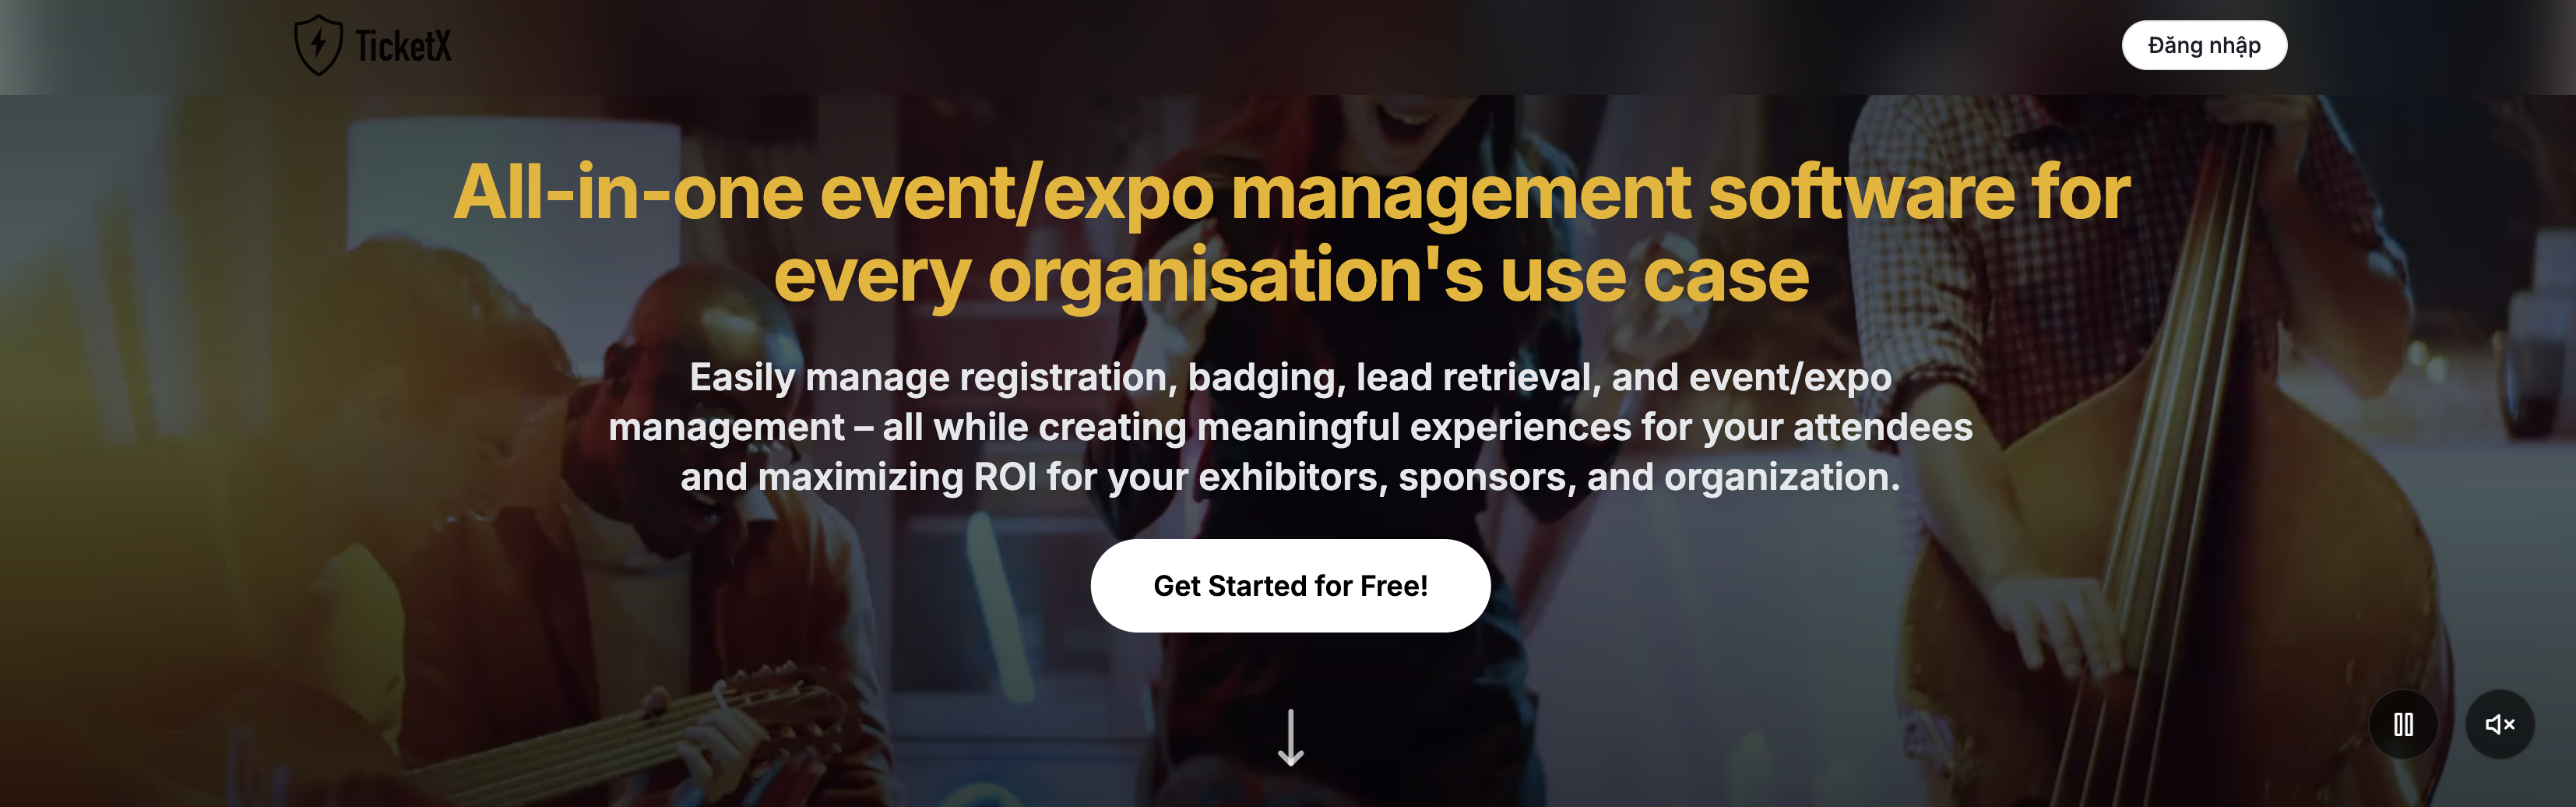 TicketX
Đăng nhập
All-in-one event/expo management software for
every organisation's use case
Easily manage registration, badging, lead retrieval, and event/expo
management – all while creating meaningful experiences for your attendees
and maximizing ROI for your exhibitors, sponsors, and organization.
Get Started for Free!